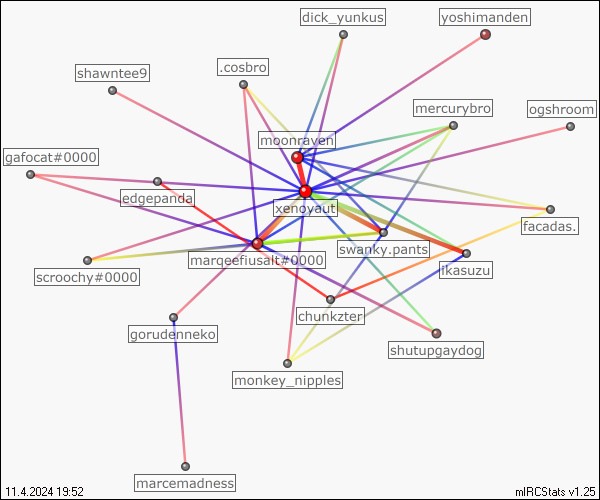 dick_yunkus
yoshimanden
shawntee9
.cosbro
mercurybro
ogshroom
moonraven
gafocat#0000
edgepanda
xenoyaut
facadas.
swanky.pants
marqeefiusalt#0000
ikasuzu
scroochy#0000
chunkzter
gorudenneko
shutupgaydog
monkey_nipples
marcemadness
11.4.2024 19:52
mIRCStats v1.25